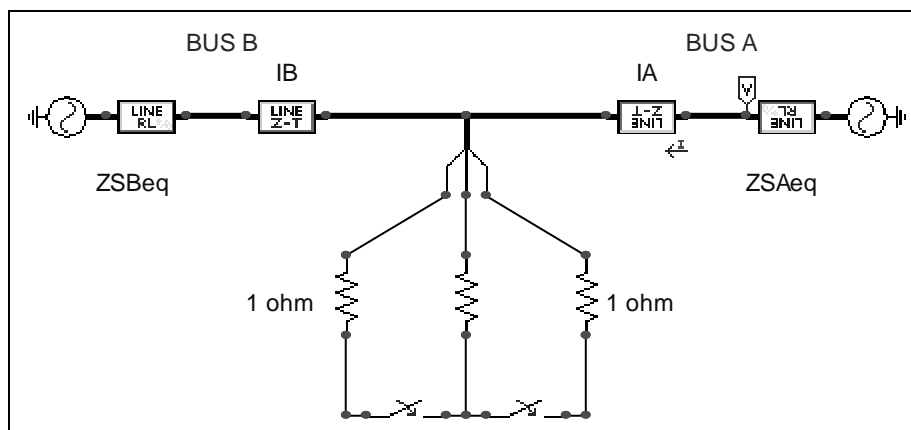 BUS B
BUS A
IB
IA
LINE
RL
LINE
Z-T
LINE
Z-T
V
LINE
RL
I
ZSBeq
ZSAeq
1 ohm
1 ohm